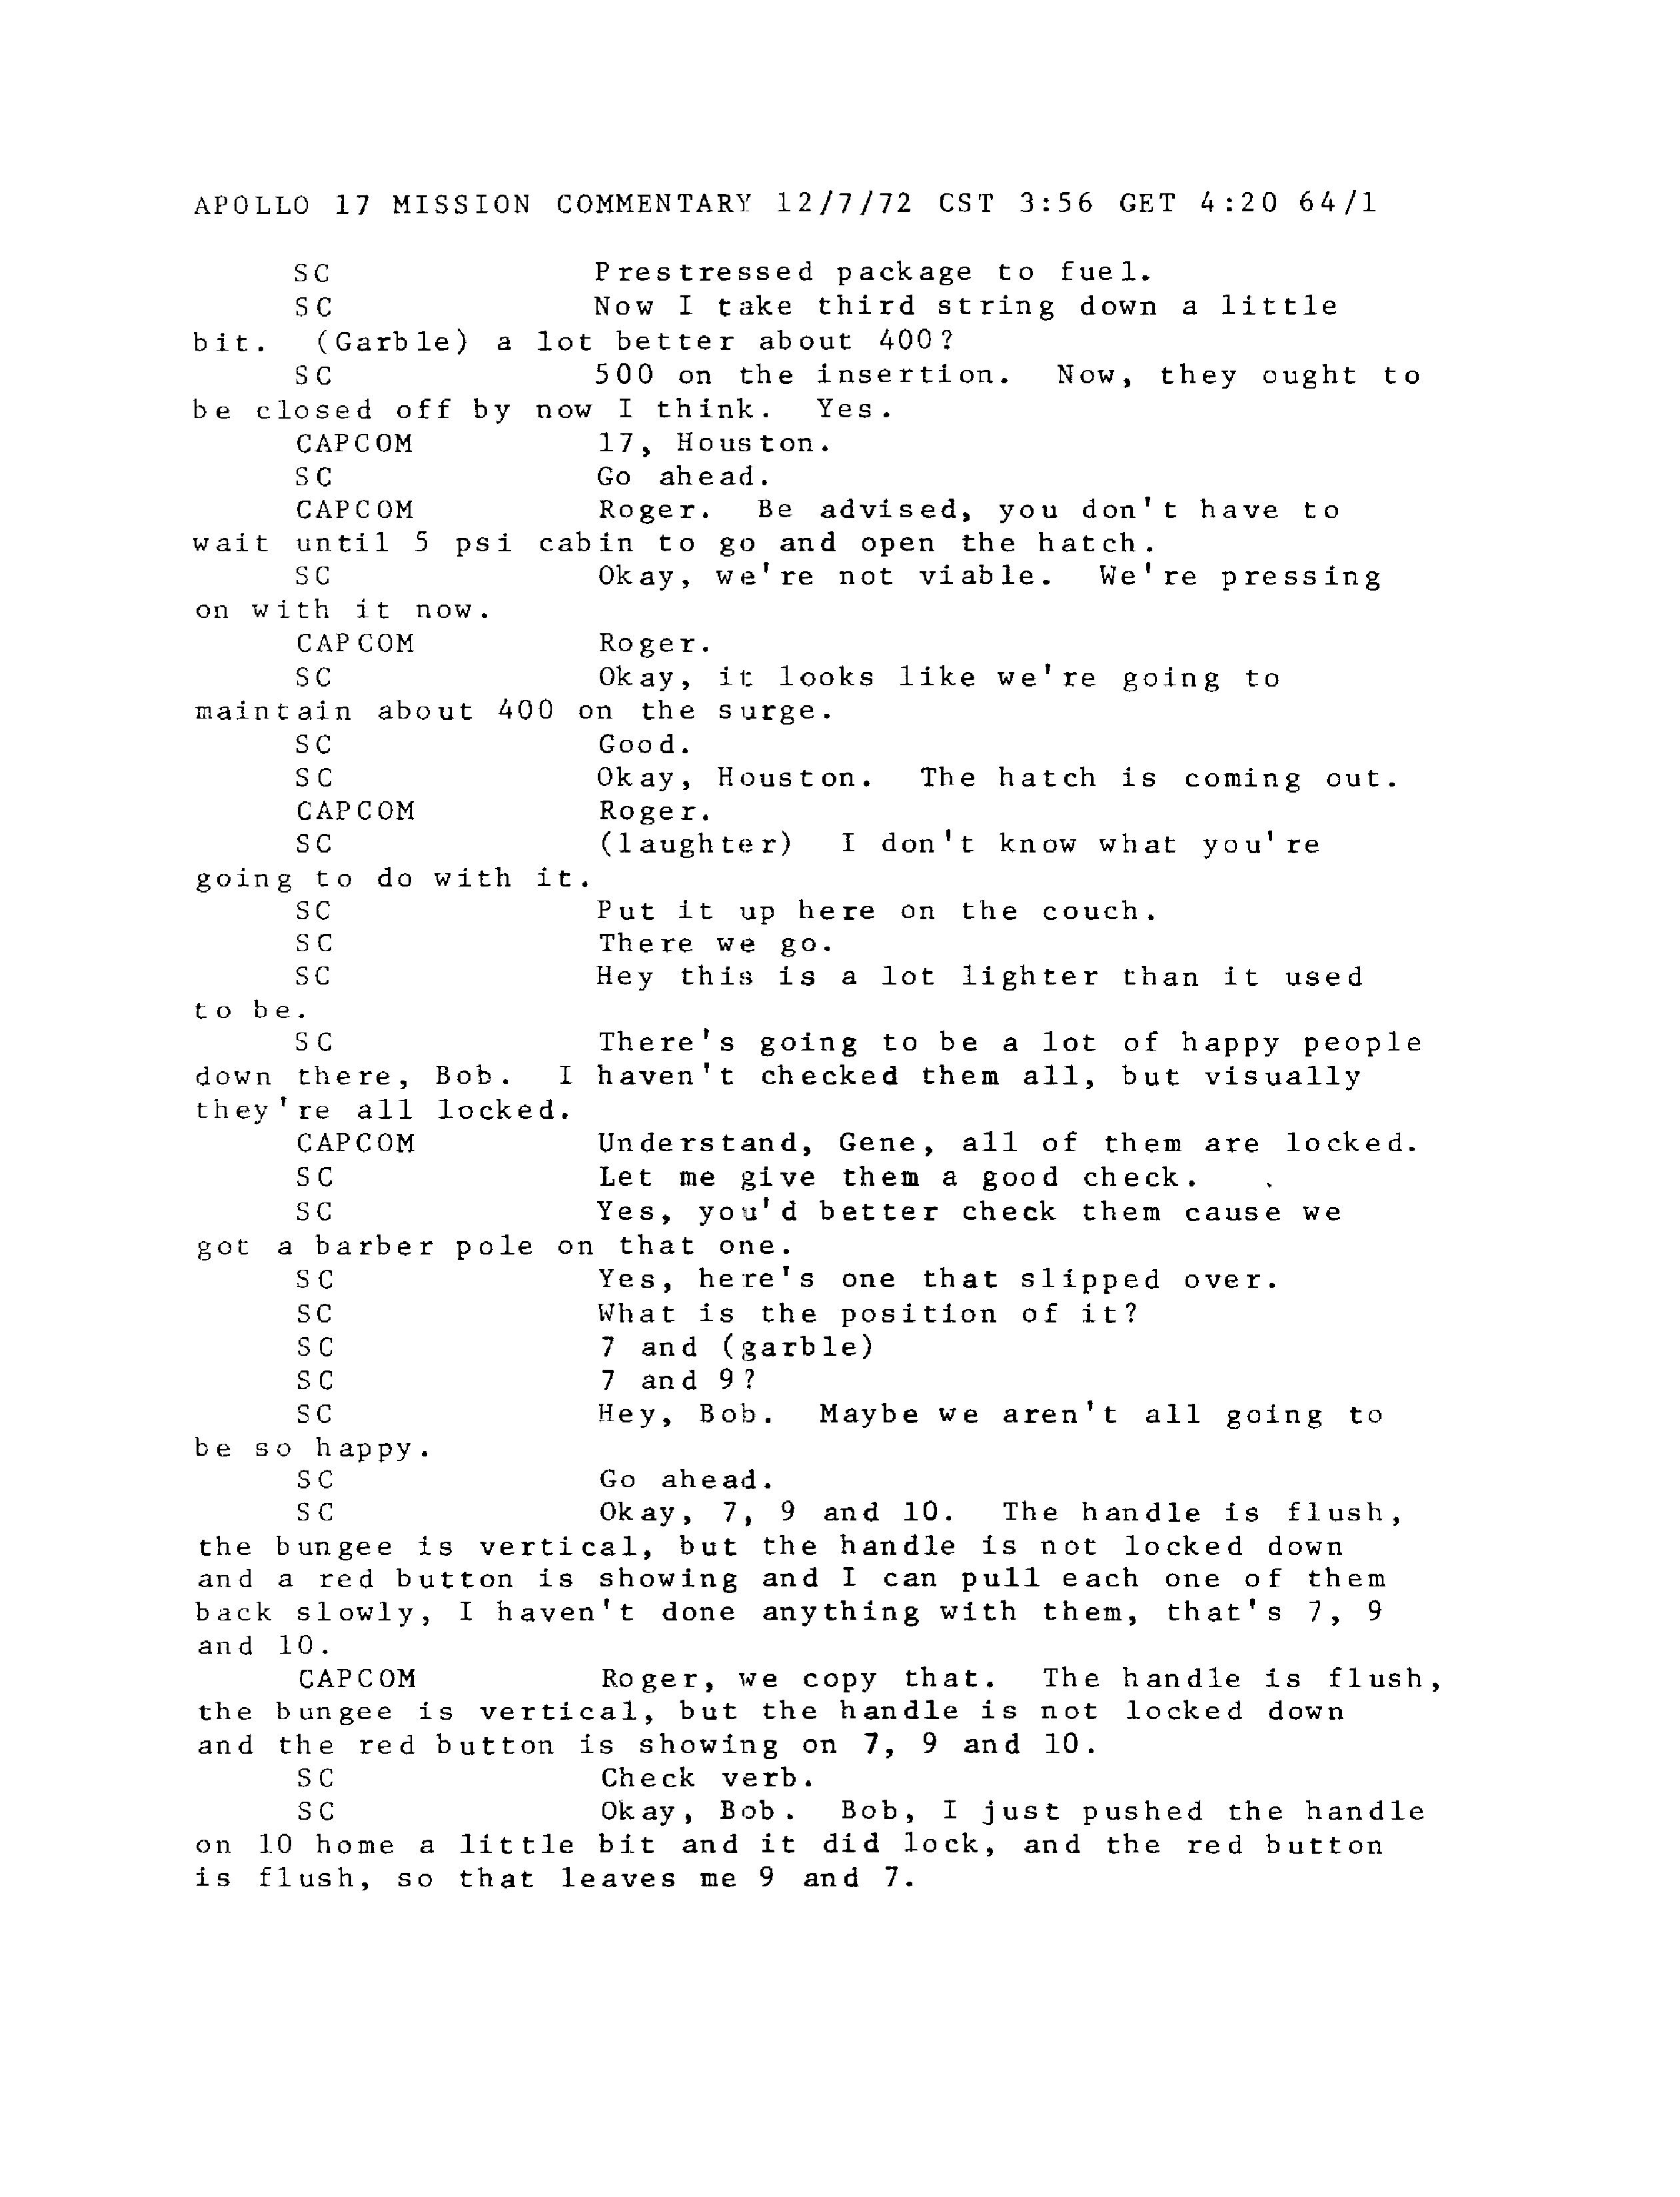 APOLLO 17 MISSION COMMENTARY 12/7/72 CST 3:56 GET 4:20 64/1
SC Prestressed package to fuel.
SC Now I take third string down a little
bit. (Garble) a lot better about 400?
SC 500 on the insertion. Now, they ought to
be closed off by now I think. Yes.
CAPCOM 17, Houston.
SC Go ahead.
CAPCOM Roger. Be advised, you don't have to
wait until 5 psi cabin to go and open the hatch.
SC Okay, we're not viable. We're pressing
on with it now.
CAPCOM Roger.
SC Okay, it looks like we're going to
maintain about 400 on the surge.
SC Good.
SC Okay, Houston. The hatch is coming out.
CAPCOM Roger.
SC (laughter) I don't know what you're
going to do with it.
SC Put it up here on the couch.
SC There we go.
SC Hey this is a lot lighter than it used
to be.
SC There's going to be a lot of happy people
down there, Bob. I haven't checked them all, but visually
they're all locked.
CAPCOM Understand, Gene, all of them are locked.
SC Let me give them a good check.
SC Yes, you'd better check them cause we
got a barber pole on that one.
SC Yes, here's one that slipped over.
SC What is the position of it?
SC 7 and (garble)
SC 7 and 9?
SC Hey, Bob. Maybe we aren't all going to
be so happy.
SC Go ahead.
SC Okay, 7, 9 and 10. The handle is flush,
the bungee is vertical, but the handle is not locked down
and a red button is showing and I can pull each one of them
back slowly, I haven't done anything with them, that's 7, 9
and 10.
CAPCOM Roger, we copy that. The handle is flush,
the bungee is vertical, but the handle is not locked down
and the red button is showing on 7, 9 and 10.
SC Check verb.
SC Okay, Bob. Bob, I just pushed the handle
on 10 home a little bit and it did lock, and the red button
is flush, so that leaves me 9 and 7.